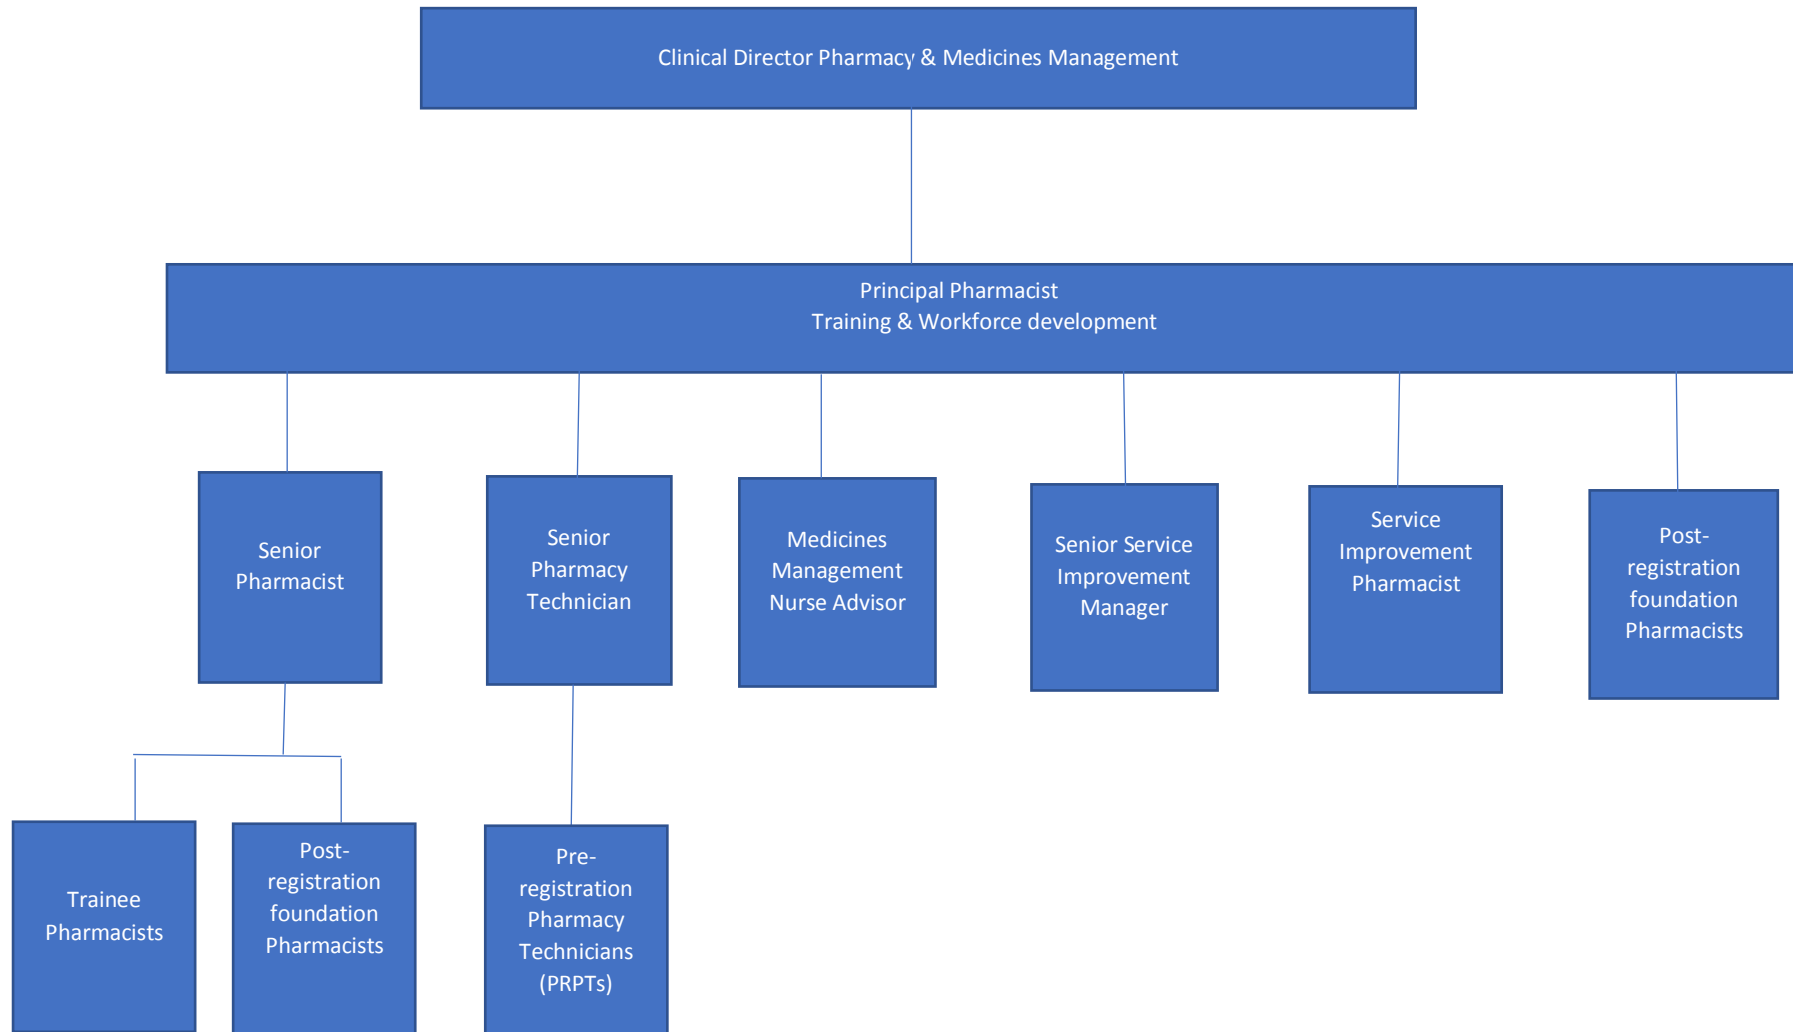 Clinical Director Pharmacy & Medicines Management
Principal Pharmacist
Training & Workforce development
Senior
Pharmacist
Senior
Pharmacy
Technician
Medicines
Management
Nurse Advisor
Senior Service
Improvement
Manager
Service
Improvement
Pharmacist
Post-
registration
foundation
Pharmacists
Trainee
Pharmacists
Post-
registration
foundation
Pharmacists
Pre-
registration
Pharmacy
Technicians
(PRPTs)